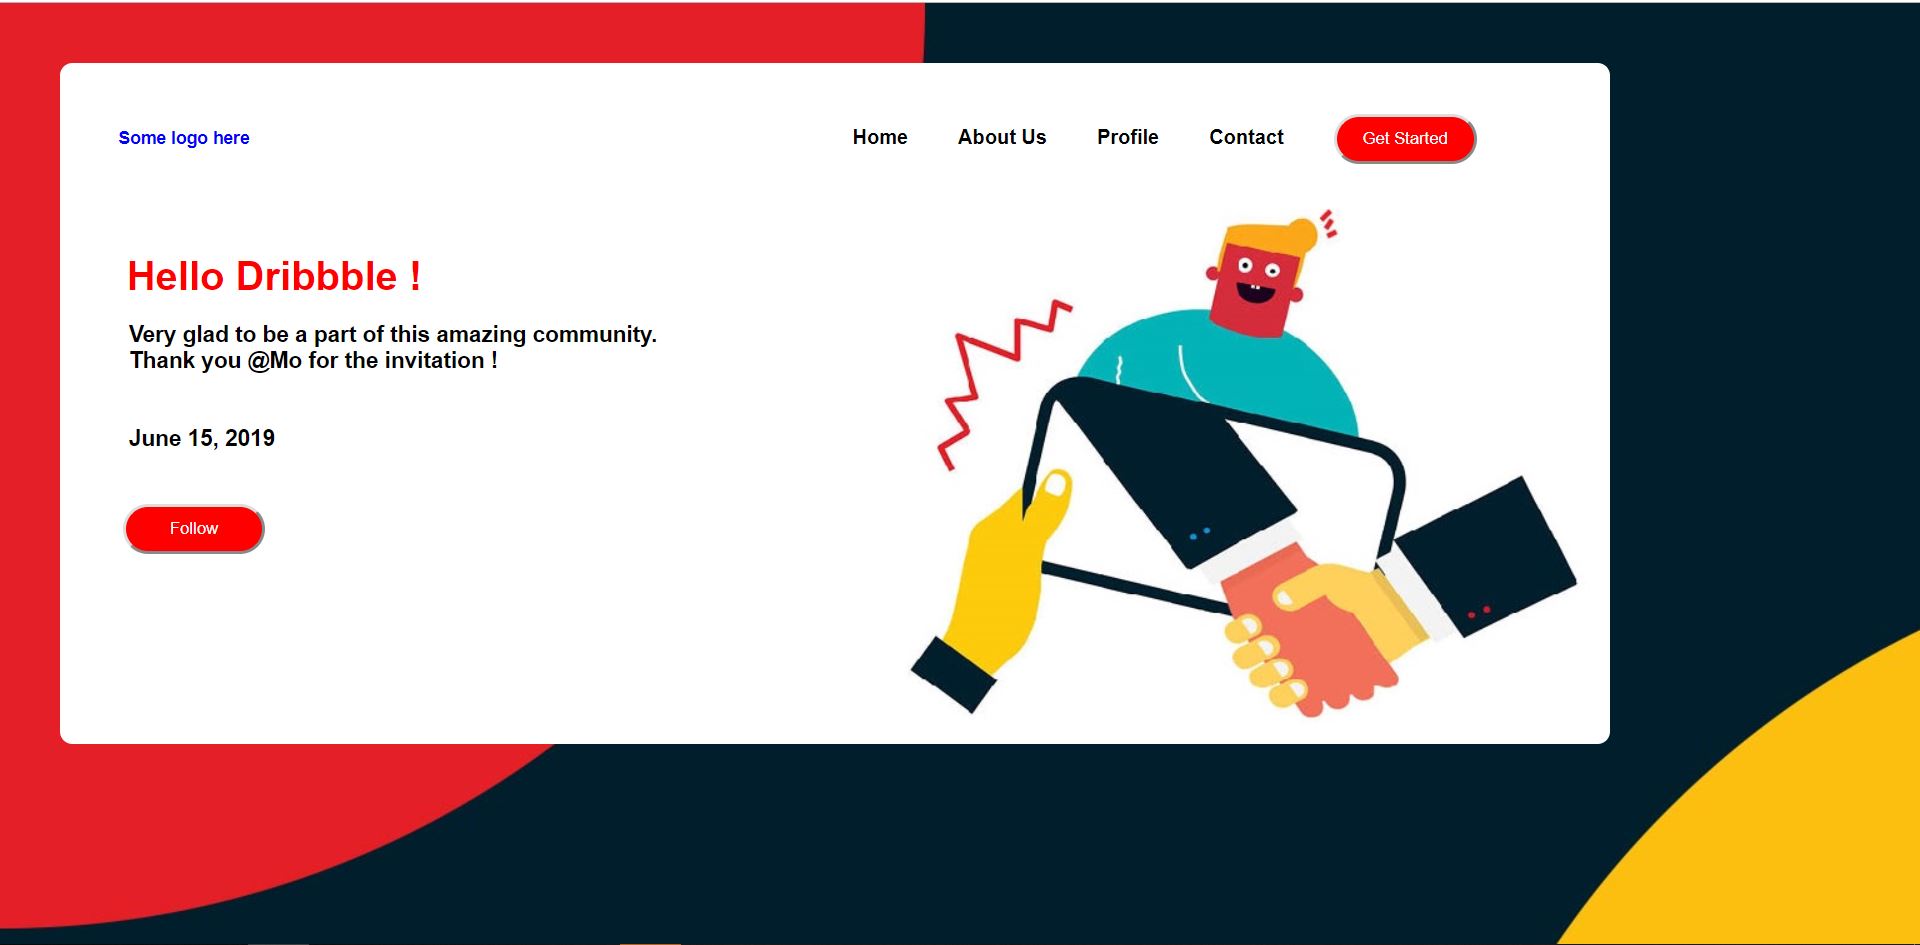 Some logo here
Home About Us Profile Contact Get Started
Hello Dribbble !
Very glad to be a part of this amazing community.
Thank you @Mo for the invitation !
June 15, 2019
Follow